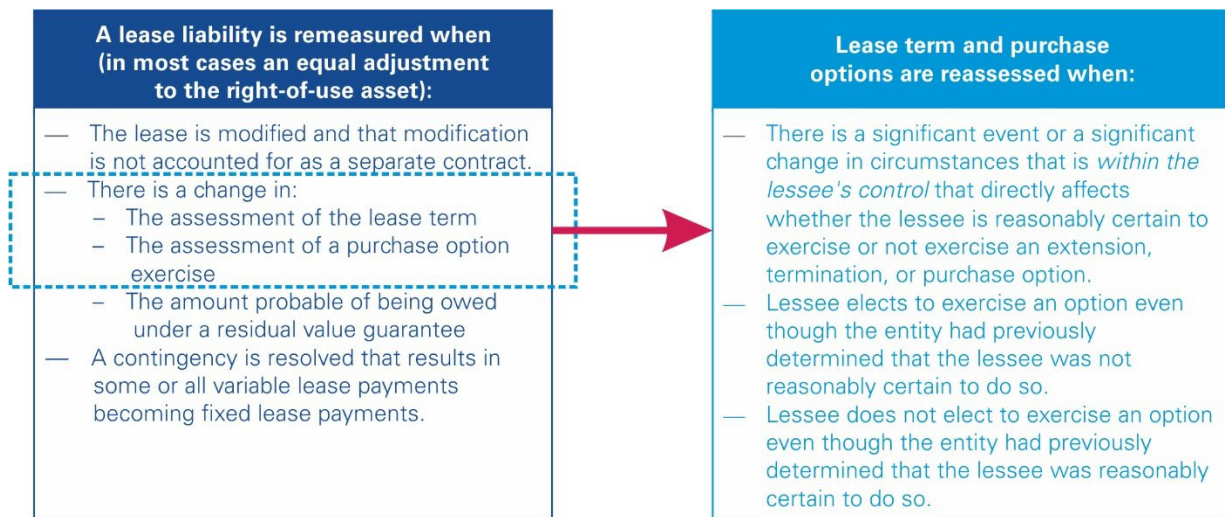 A lease liability is remeasured when
(in most cases an equal adjustment
to the right-of-use asset):
— The lease is modified and that modification
is not accounted for as a separate contract.
— There is a change in:
– The assessment of the lease term
– The assessment of a purchase option
exercise
– The amount probable of being owed
under a residual value guarantee
— A contingency is resolved that results in
some or all variable lease payments
becoming fixed lease payments.
Lease term and purchase
options are reassessed when:
— There is a significant event or a significant
change in circumstances that is within the
lessee's control that directly affects
whether the lessee is reasonably certain to
exercise or not exercise an extension,
termination, or purchase option.
— Lessee elects to exercise an option even
though the entity had previously
determined that the lessee was not
reasonably certain to do so.
— Lessee does not elect to exercise an option
even though the entity had previously
determined that the lessee was reasonably
certain to do so.